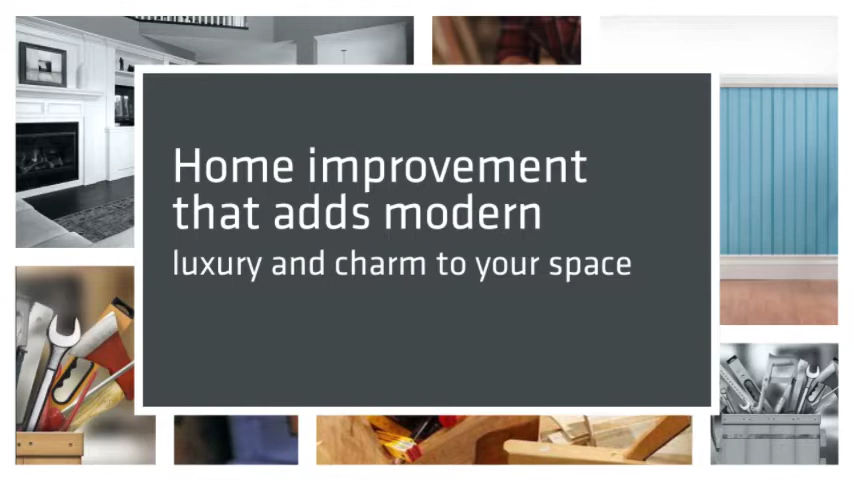 Home improvement
that adds modern
luxury and charm to your space